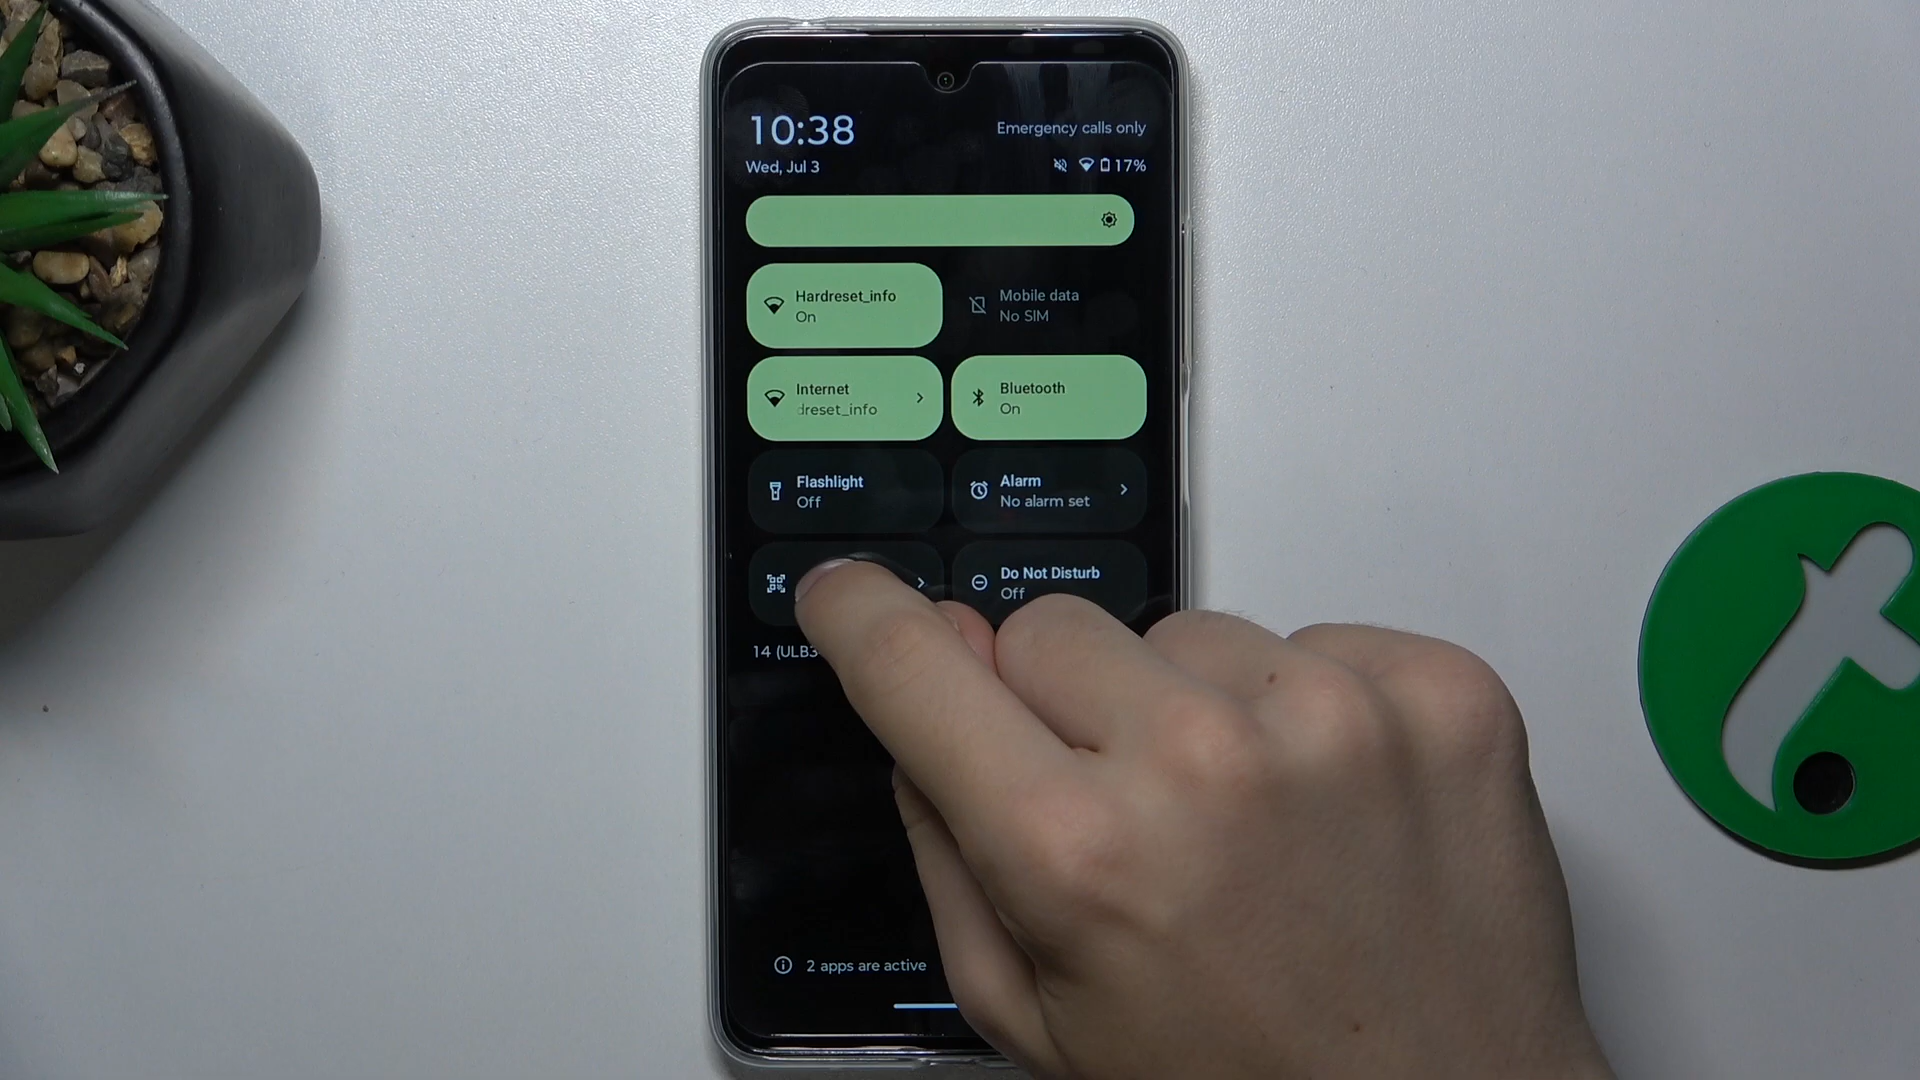 10:38
Emergency calls only
Wed, Jul 3
17%
Hardreset_info
On
Mobile data
No SIM
Internet
dreset_info
Bluetooth
On
Flashlight
Off
Alarm
No alarm set
Do Not Disturb
Off
14 (ULB3
2 apps are active